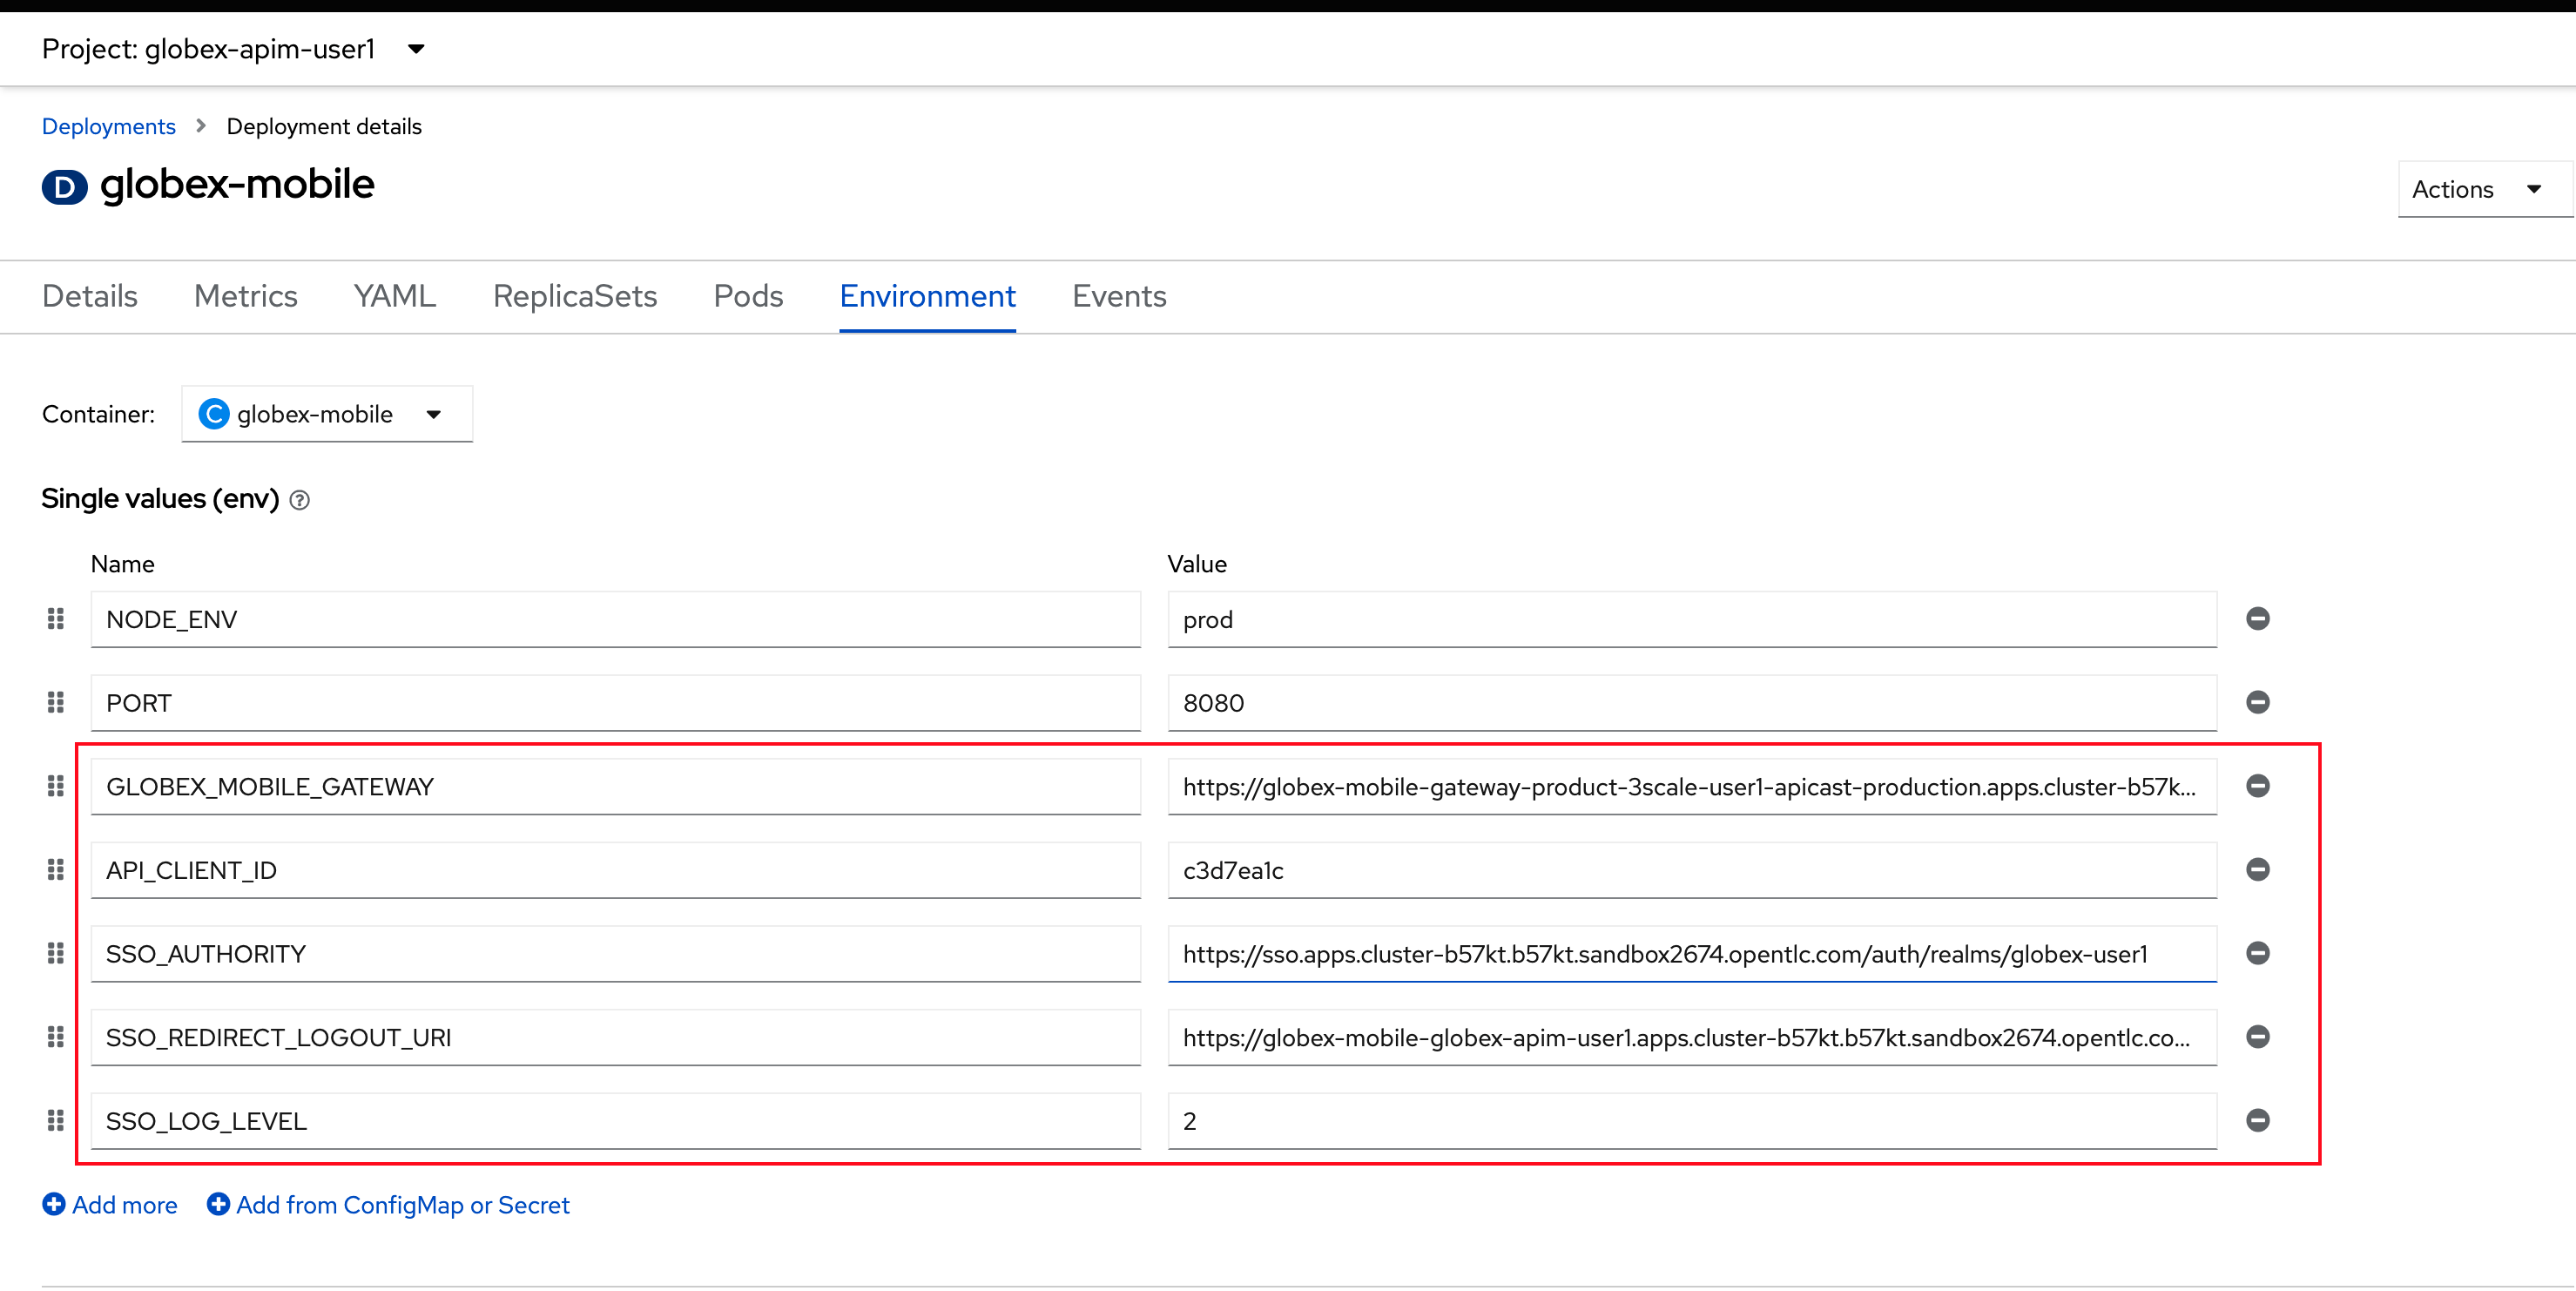 Project: globex-apim-user1
Deployments > Deployment details
D globex-mobile
Actions
Details Metrics YAML ReplicaSets Pods Environment Events
Container: C globex-mobile
Single values (env) ?
Name Value
NODE_ENV prod
PORT 8080
GLOBEX_MOBILE_GATEWAY https://globex-mobile-gateway-product-3scale-user1-apicast-production.apps.cluster-b57k...
API_CLIENT_ID c3d7ea1c
SSO_AUTHORITY https://sso.apps.cluster-b57kt.b57kt.sandbox2674.opentlc.com/auth/realms/globex-user1
SSO_REDIRECT_LOGOUT_URI https://globex-mobile-globex-apim-user1.apps.cluster-b57kt.b57kt.sandbox2674.opentlc.co...
SSO_LOG_LEVEL 2
Add more Add from ConfigMap or Secret